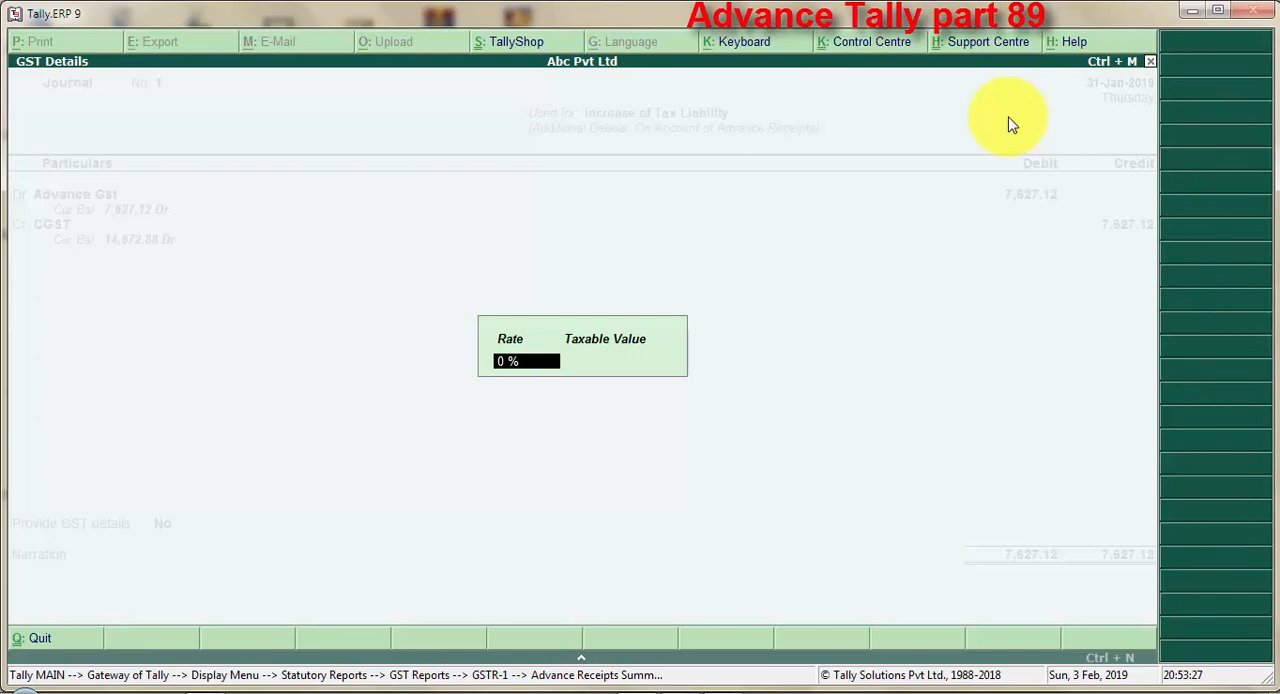 Tally.ERP 9
Advance Tally part 89
P: Print E: Export M: E-Mail O: Upload S: TallyShop G: Language K: Keyboard K: Control Centre H: Support Centre H: Help
GST Details Abc Pvt Ltd Ctrl + M
Journal No. 1 31-Jan-2019
Thursday
Used for: Increase of Tax Liability
(Additional Details: On Account of Advance Receipts)
Particulars Debit Credit
Dr Advance Gst 7,627.12
Cur Bal: 7,627.12 Dr
Cr CGST 7,627.12
Cur Bal: 14,872.88 Dr
Rate Taxable Value
0 %
Provide GST details No
Narration 7,627.12 7,627.12
Q: Quit
Ctrl + N
Tally MAIN --> Gateway of Tally --> Display Menu --> Statutory Reports --> GST Reports --> GSTR-1 --> Advance Receipts Summ... © Tally Solutions Pvt Ltd., 1988-2018 Sun, 3 Feb, 2019 20:53:27